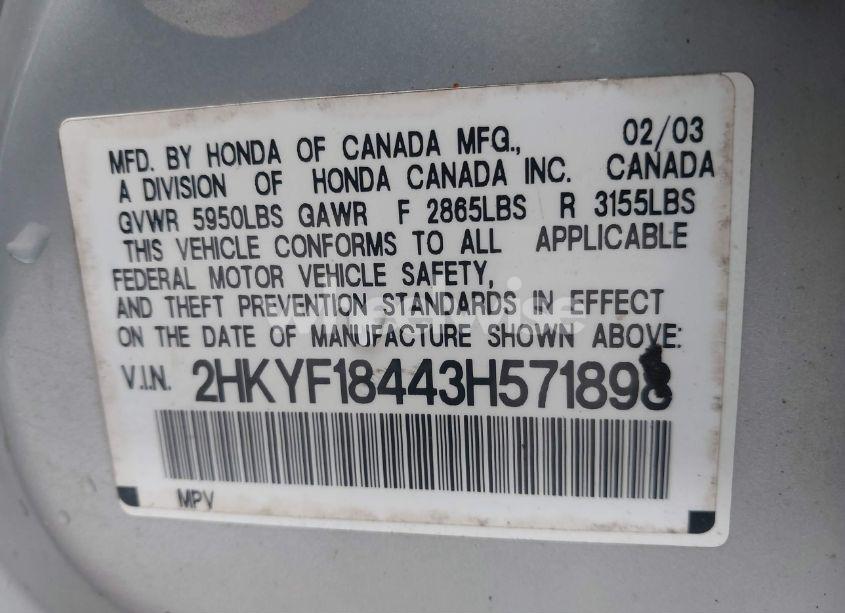 MFD. BY HONDA OF CANADA MFG., 02/03
A DIVISION OF HONDA CANADA INC. CANADA
GVWR 5950LBS GAWR F 2865LBS R 3155LBS
THIS VEHICLE CONFORMS TO ALL APPLICABLE
FEDERAL MOTOR VEHICLE SAFETY,
AND THEFT PREVENTION STANDARDS IN EFFECT
ON THE DATE OF MANUFACTURE SHOWN ABOVE:
V.I.N. 2HKYF18443H571898
MPV